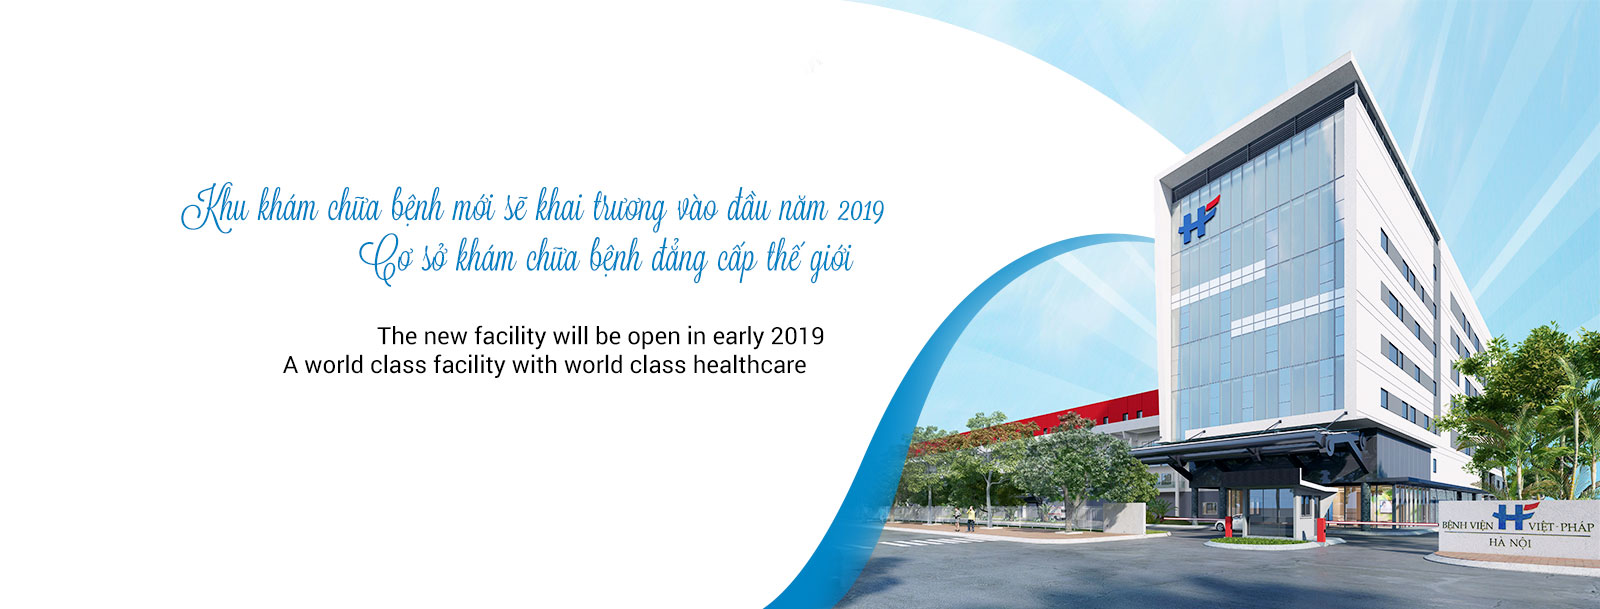 Khu khám chữa bệnh mới sẽ khai trương vào đầu năm 2019
Cơ sở khám chữa bệnh đẳng cấp thế giới
The new facility will be open in early 2019
A world class facility with world class healthcare
HF
BỆNH VIỆN HF VIỆT · PHÁP
HÀ NỘI